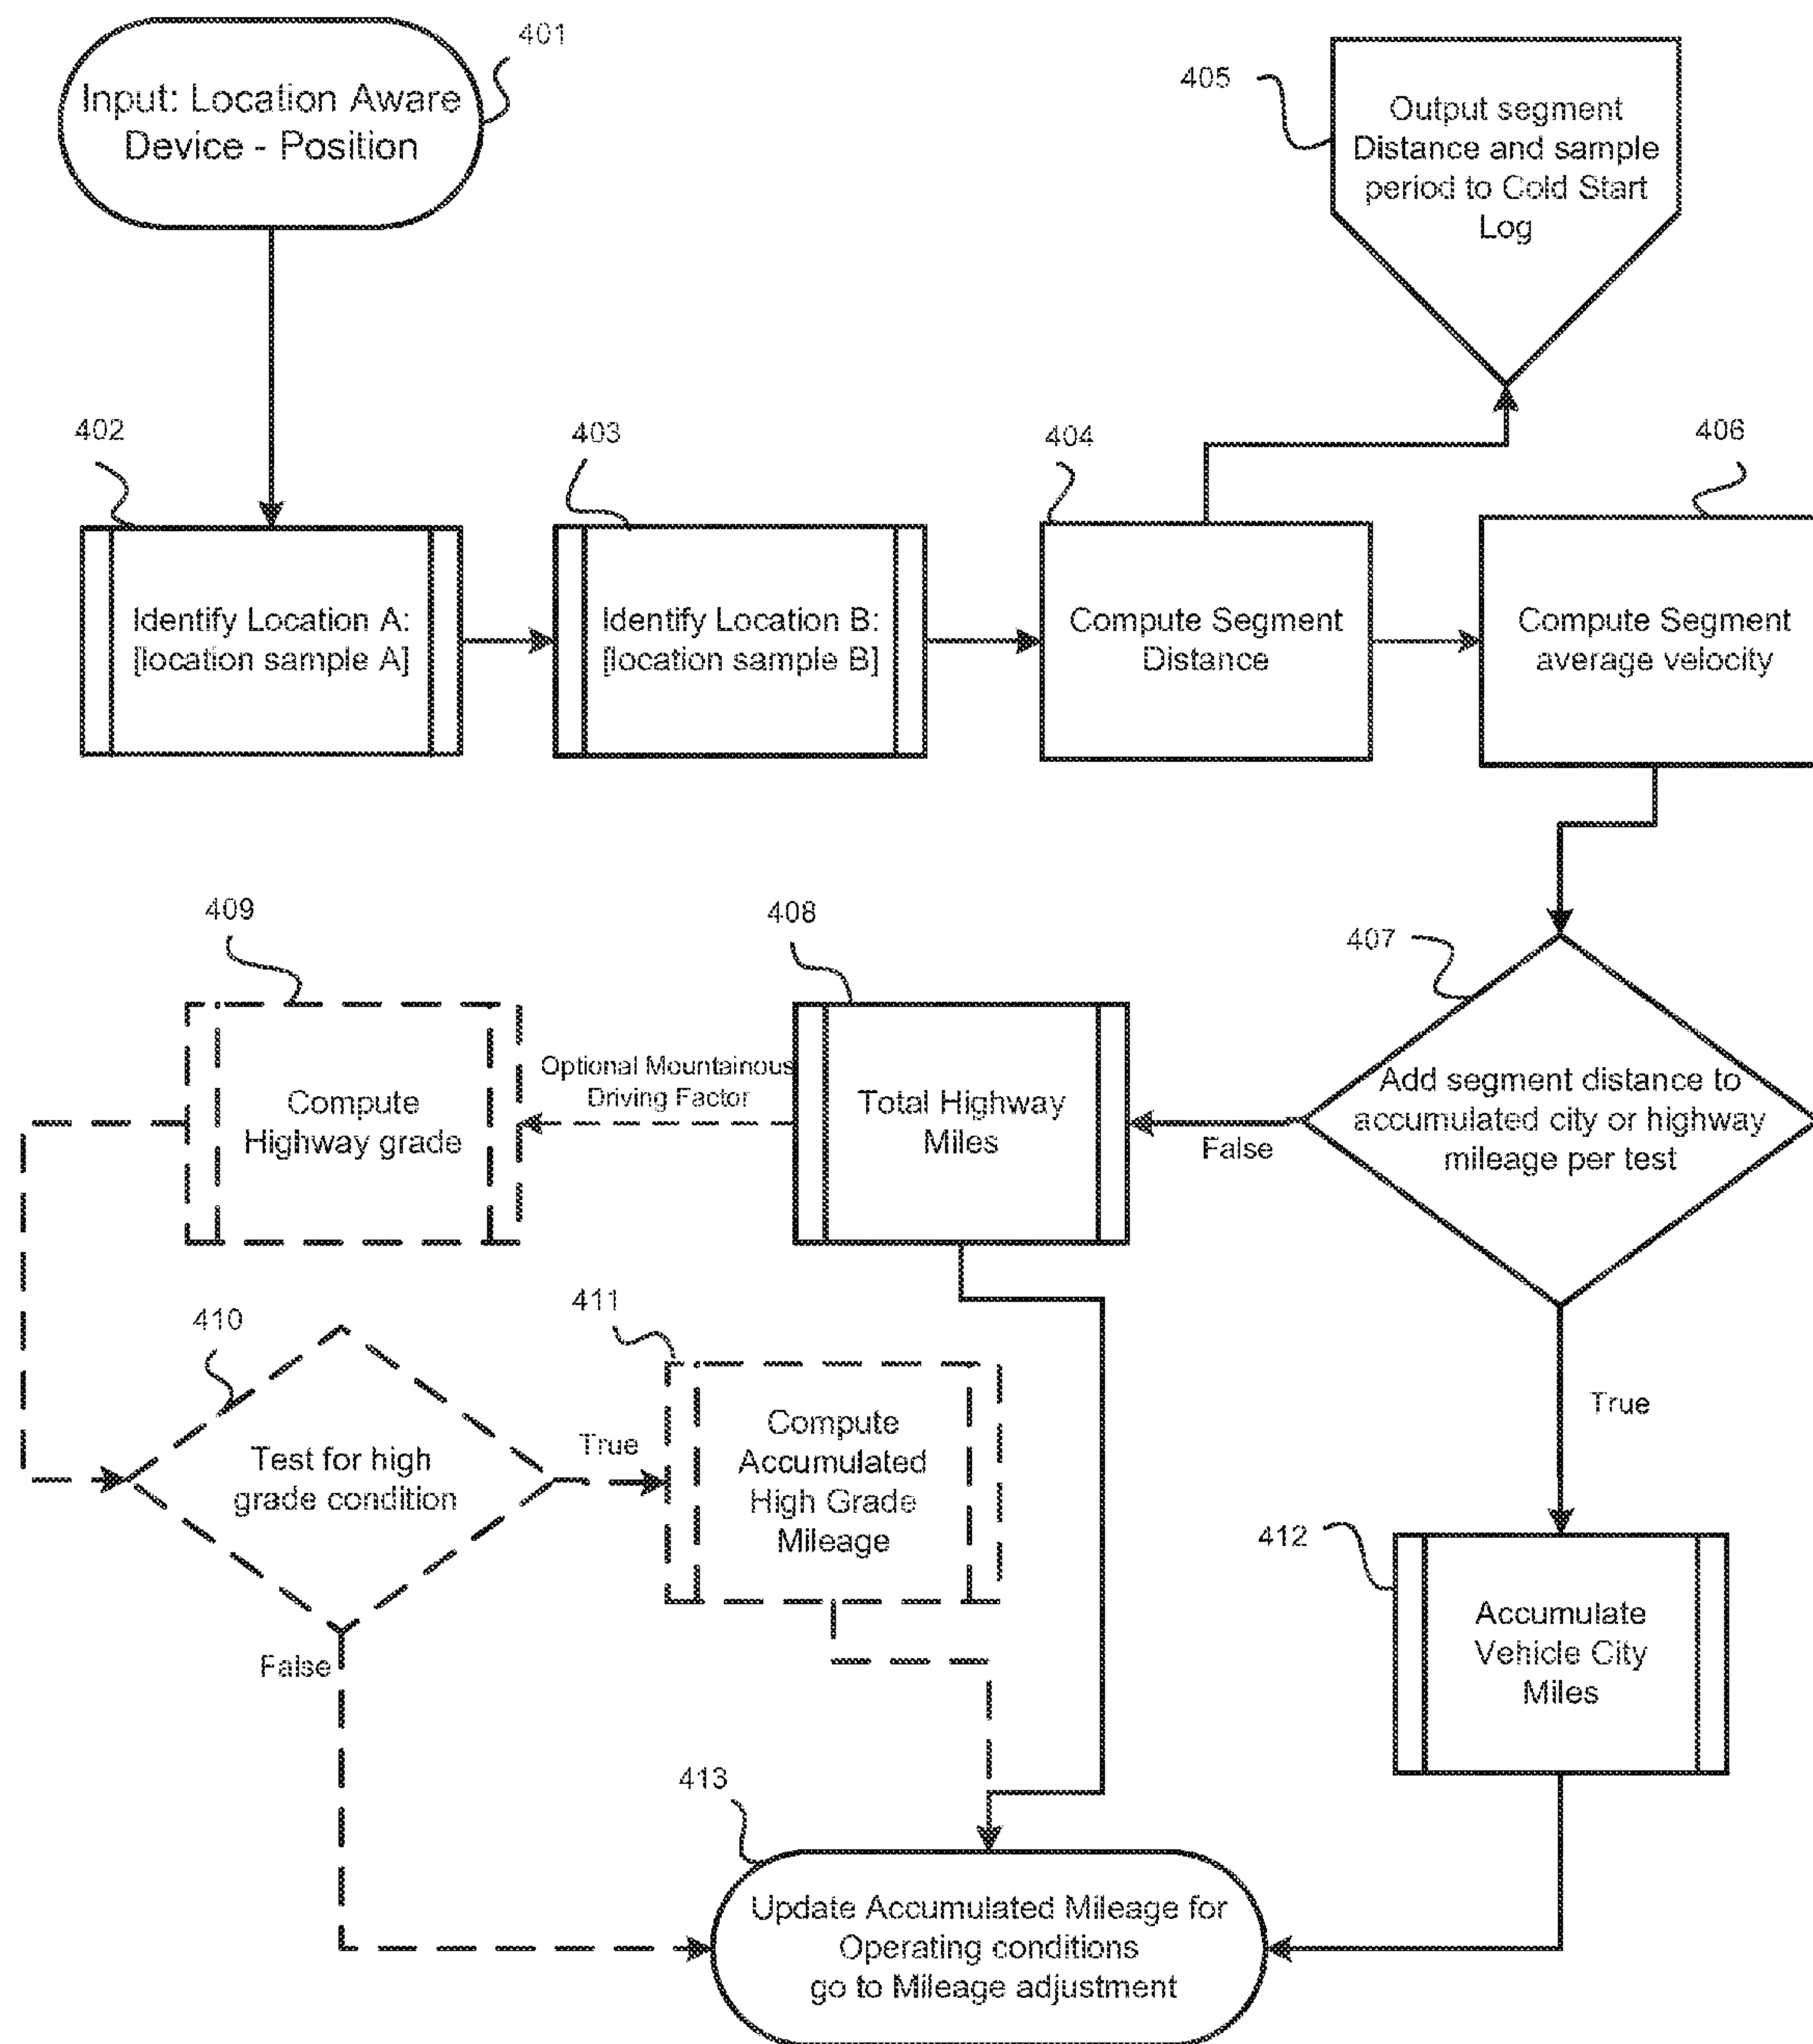 401
Input: Location Aware
Device - Position
405
Output segment
Distance and sample
period to Cold Start
Log
402
Identify Location A:
[location sample A]
403
Identify Location B:
[location sample B]
404
Compute Segment
Distance
406
Compute Segment
average velocity
407
Add segment distance to
accumulated city or highway
mileage per test
False
True
408
Total Highway
Miles
Optional Mountainous
Driving Factor
409
Compute
Highway grade
410
Test for high
grade condition
True
False
411
Compute
Accumulated
High Grade
Mileage
412
Accumulate
Vehicle City
Miles
413
Update Accumulated Mileage for
Operating conditions
go to Mileage adjustment